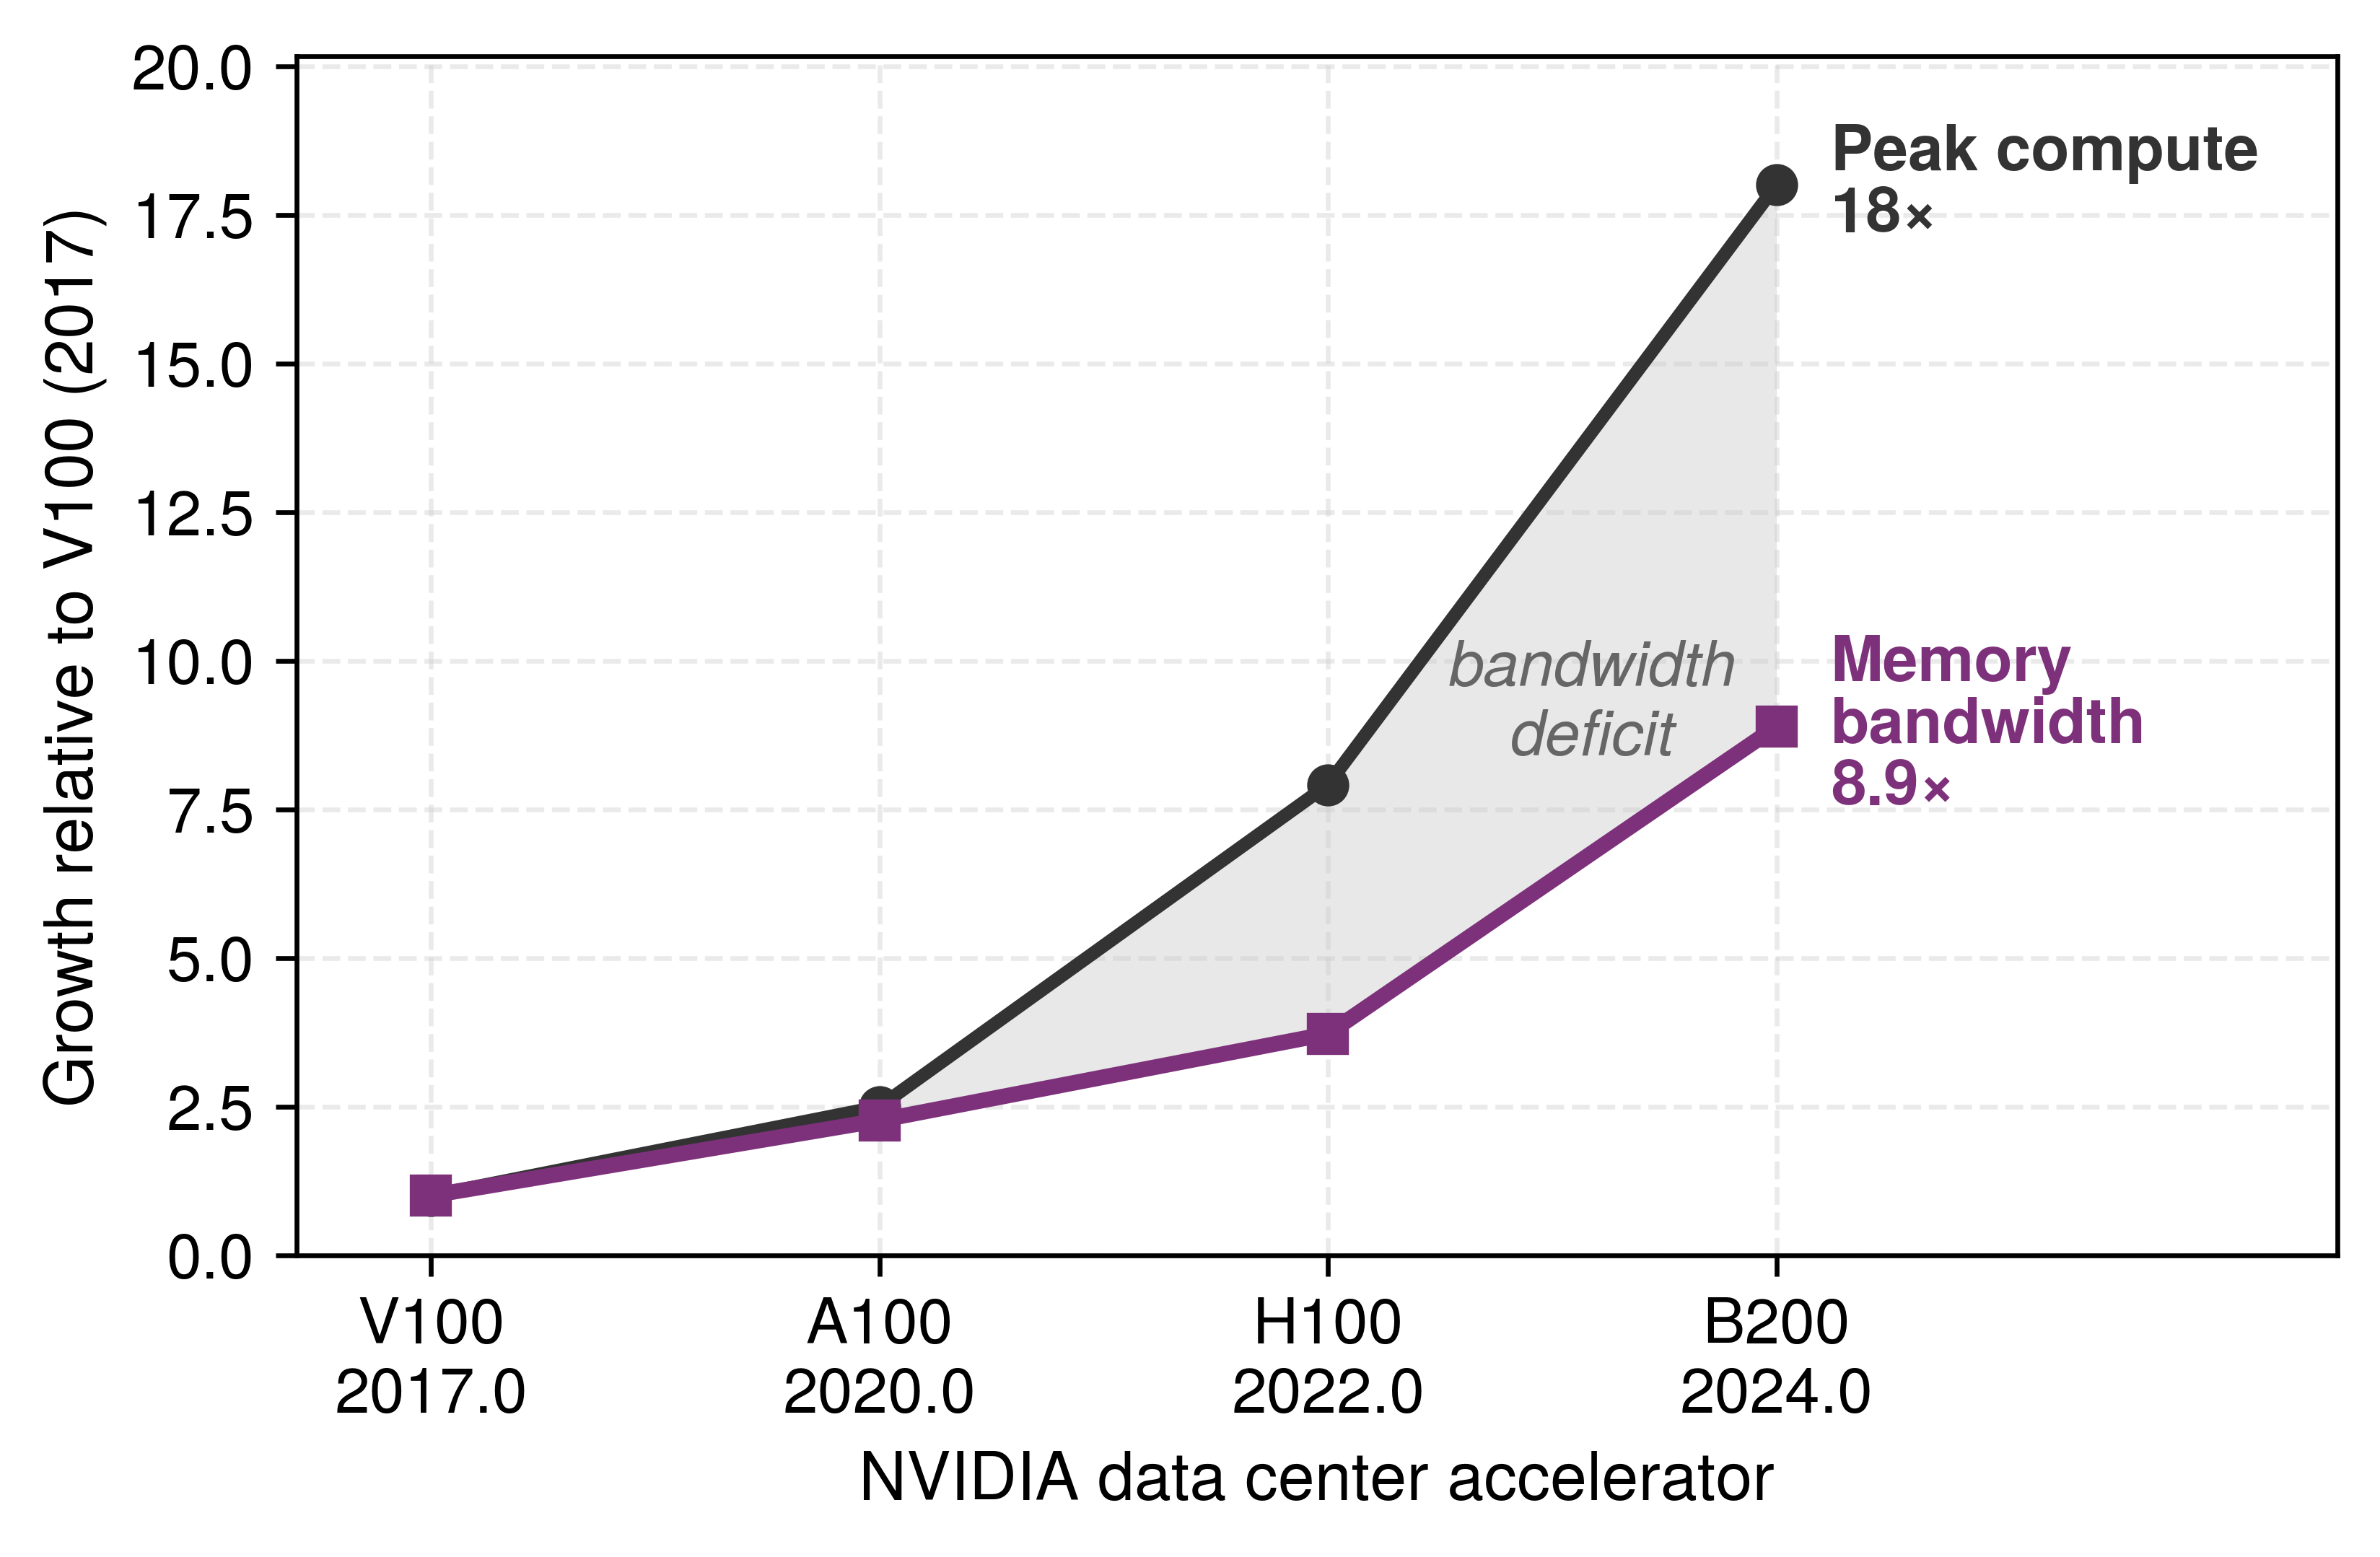 20.0
17.5
15.0
12.5
10.0
7.5
5.0
2.5
0.0
Growth relative to V100 (2017)
Peak compute
18×
bandwidth
deficit
Memory
bandwidth
8.9×
V100
2017.0
A100
2020.0
H100
2022.0
B200
2024.0
NVIDIA data center accelerator